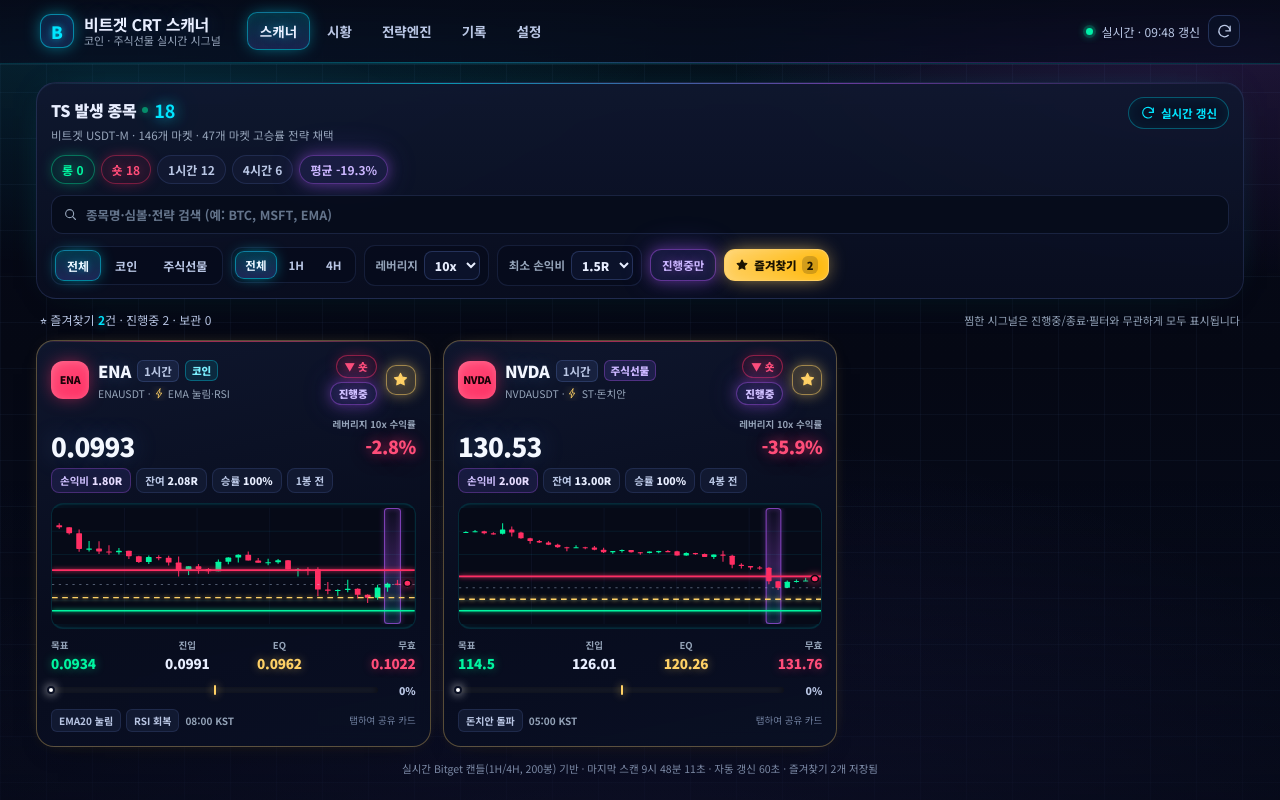 B
비트겟 CRT 스캐너
코인 · 주식선물 실시간 시그널
스캐너 시황 전략엔진 기록 설정
실시간 · 09:48 갱신
TS 발생 종목 18
실시간 갱신
비트겟 USDT-M · 146개 마켓 · 47개 마켓 고승률 전략 채택
롱 0 숏 18 1시간 12 4시간 6 평균 -19.3%
종목명·심볼·전략 검색 (예: BTC, MSFT, EMA)
전체 코인 주식선물 전체 1H 4H 레버리지 10x 최소 손익비 1.5R 진행중만 ★ 즐겨찾기 2
⭐ 즐겨찾기 2건 · 진행중 2 · 보관 0
찜한 시그널은 진행중/종료·필터와 무관하게 모두 표시됩니다
ENA
ENA 1시간 코인
▼ 숏
ENAUSDT · ⚡ EMA 눌림·RSI
진행중
레버리지 10x 수익률
0.0993 -2.8%
손익비 1.80R 잔여 2.08R 승률 100% 1봉 전
목표 진입 EQ 무효
0.0934 0.0991 0.0962 0.1022
0%
EMA20 눌림 RSI 회복 08:00 KST 탭하여 공유 카드
NVDA
NVDA 1시간 주식선물
▼ 숏
NVDAUSDT · ⚡ ST·돈치안
진행중
레버리지 10x 수익률
130.53 -35.9%
손익비 2.00R 잔여 13.00R 승률 100% 4봉 전
목표 진입 EQ 무효
114.5 126.01 120.26 131.76
0%
돈치안 돌파 05:00 KST 탭하여 공유 카드
실시간 Bitget 캔들(1H/4H, 200봉) 기반 · 마지막 스캔 9시 48분 11초 · 자동 갱신 60초 · 즐겨찾기 2개 저장됨